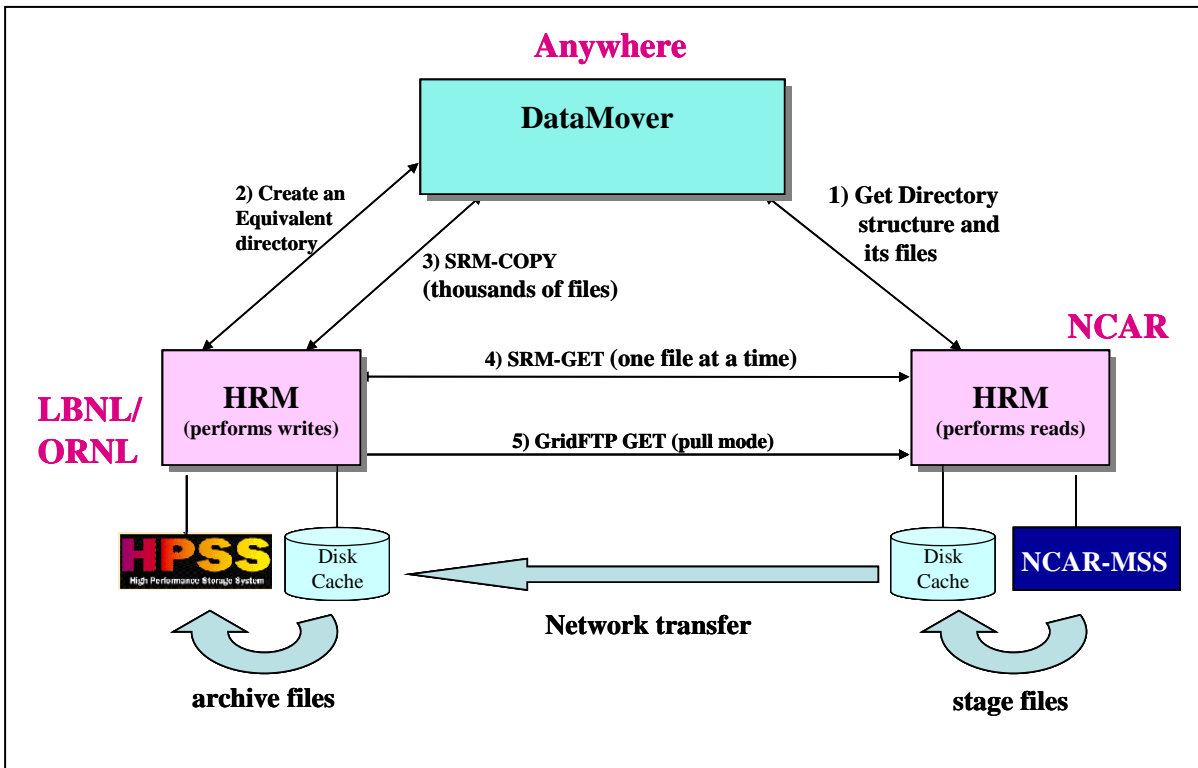 Anywhere
DataMover
2) Create an
Equivalent
directory
1) Get Directory
structure and
its files
3) SRM-COPY
(thousands of files)
NCAR
4) SRM-GET (one file at a time)
HRM
(performs writes)
HRM
(performs reads)
LBNL/
ORNL
5) GridFTP GET (pull mode)
HPSS
High Performance Storage System
Disk
Cache
Disk
Cache
NCAR-MSS
Network transfer
archive files
stage files